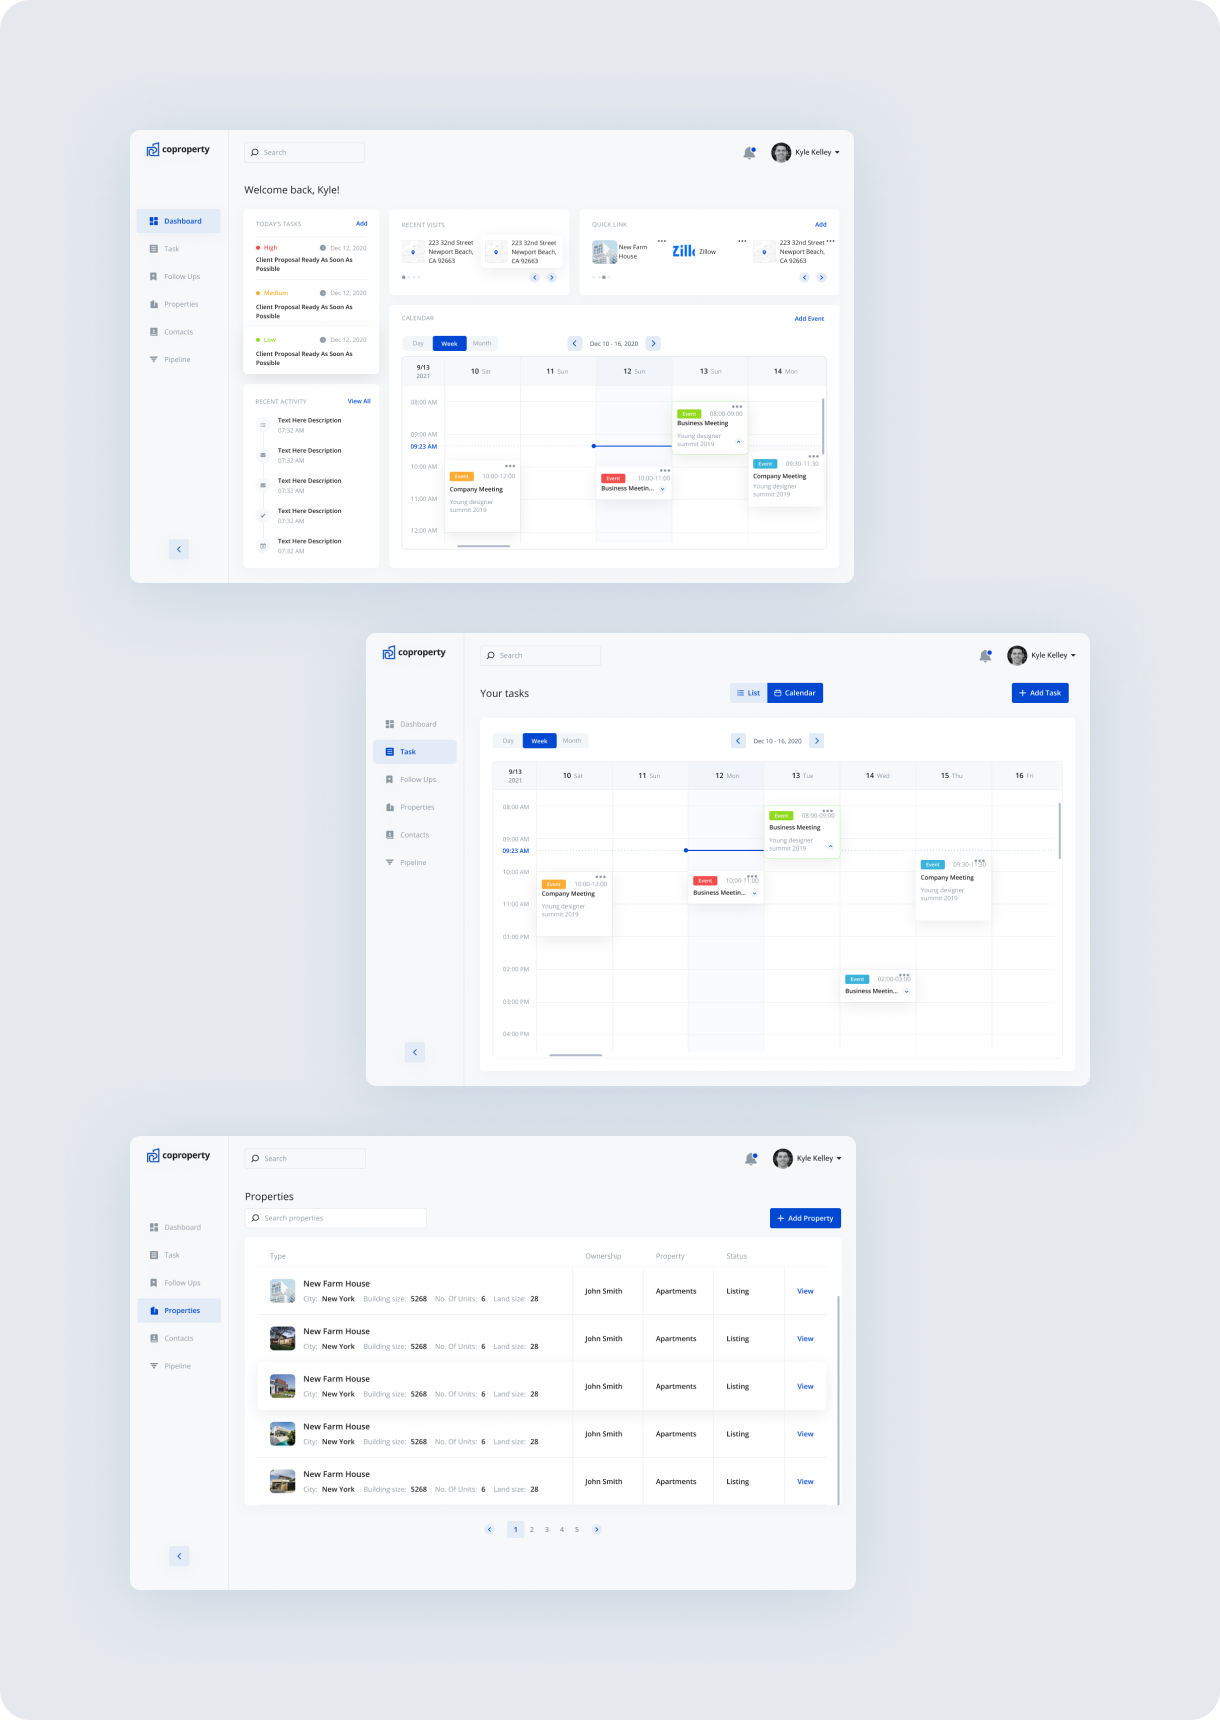 coproperty
Search
Kyle Kelley
Welcome back, Kyle!
Dashboard
Task
Follow Ups
Properties
Contacts
Pipeline
TODAY'S TASKS
Add
High
Dec 12, 2020
Client Proposal Ready As Soon As
Possible
Medium
Dec 12, 2020
Client Proposal Ready As Soon As
Possible
Low
Dec 12, 2020
Client Proposal Ready As Soon As
Possible
RECENT ACTIVITY
View All
Text Here Description
07:32 AM
Text Here Description
07:32 AM
Text Here Description
07:32 AM
Text Here Description
07:32 AM
Text Here Description
07:32 AM
RECENT VISITS
223 32nd Street
Newport Beach,
CA 92663
223 32nd Street
Newport Beach,
CA 92663
QUICK LINK
Add
New Farm
House
Zill
Zillow
223 32nd Street
Newport Beach,
CA 92663
CALENDAR
Add Event
Day
Week
Month
Dec 10 - 16, 2020
9/13
2021
10 Sat
11 Sun
12 Sun
13 Sun
14 Mon
08:00 AM
09:00 AM
09:23 AM
10:00 AM
11:00 AM
12:00 AM
Event
10:00-12:00
Company Meeting
Young designer
summit 2019
Event
10:00-11:00
Business Meetin...
Event
08:00-09:00
Business Meeting
Young designer
summit 2019
Event
09:30-11:30
Company Meeting
Young designer
summit 2019
coproperty
Search
Kyle Kelley
Your tasks
List
Calendar
Add Task
Dashboard
Task
Follow Ups
Properties
Contacts
Pipeline
Day
Week
Month
Dec 10 - 16, 2020
9/13
2021
10 Sat
11 Sun
12 Mon
13 Tue
14 Wed
15 Thu
16 Fri
08:00 AM
09:00 AM
09:23 AM
10:00 AM
11:00 AM
01:00 PM
02:00 PM
03:00 PM
04:00 PM
Event
10:00-12:00
Company Meeting
Young designer
summit 2019
Event
10:00-11:00
Business Meetin...
Event
08:00-09:00
Business Meeting
Young designer
summit 2019
Event
02:00-03:00
Business Meetin...
Event
09:30-11:30
Company Meeting
Young designer
summit 2019
coproperty
Search
Kyle Kelley
Properties
Search properties
Add Property
Dashboard
Task
Follow Ups
Properties
Contacts
Pipeline
Type
Ownership
Property
Status
New Farm House
City: New York Building size: 5268 No. Of Units: 6 Land size: 28
John Smith
Apartments
Listing
View
New Farm House
City: New York Building size: 5268 No. Of Units: 6 Land size: 28
John Smith
Apartments
Listing
View
New Farm House
City: New York Building size: 5268 No. Of Units: 6 Land size: 28
John Smith
Apartments
Listing
View
New Farm House
City: New York Building size: 5268 No. Of Units: 6 Land size: 28
John Smith
Apartments
Listing
View
New Farm House
City: New York Building size: 5268 No. Of Units: 6 Land size: 28
John Smith
Apartments
Listing
View
1 2 3 4 5